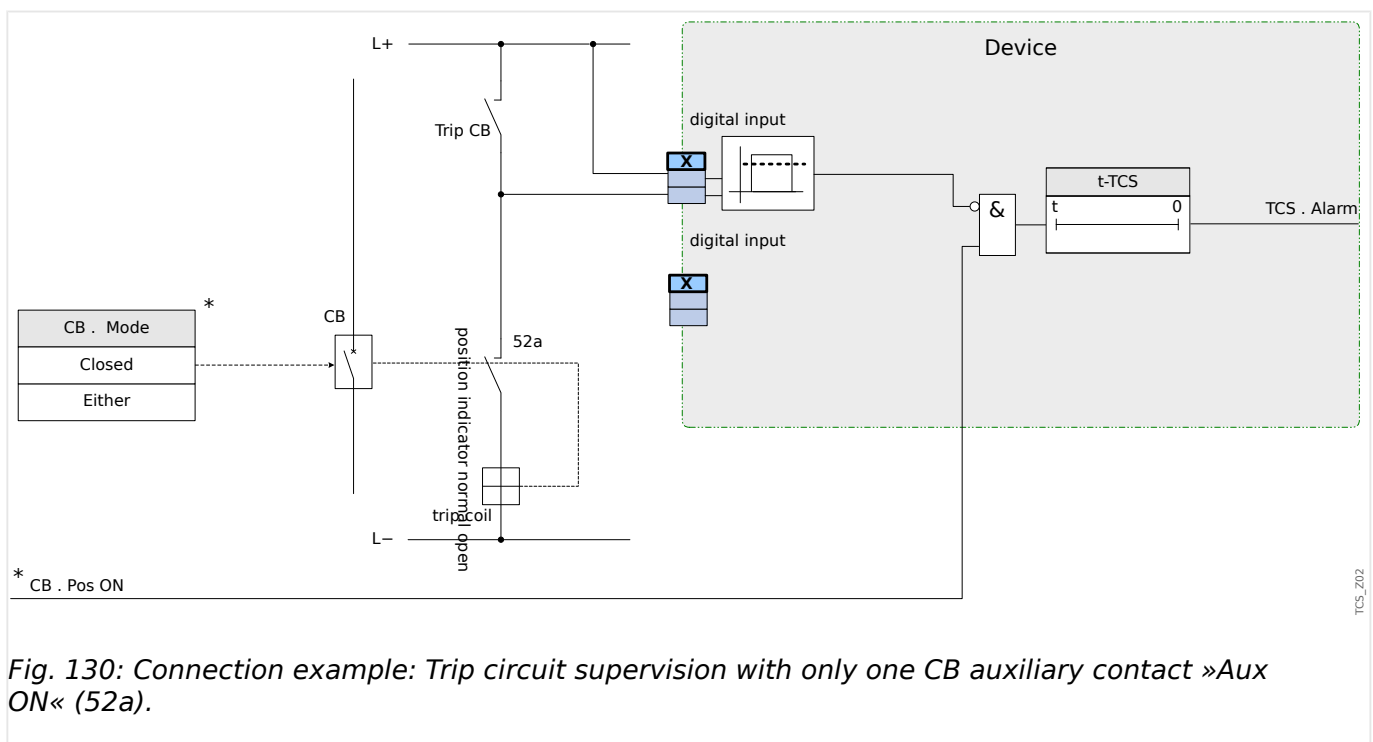 L+
Device
digital input
Trip CB
X
t-TCS
t 0
&
TCS . Alarm
digital input
X
*
CB . Mode
Closed
Either
CB
*
52a
position indicator normal open
trip coil
L−
*
CB . Pos ON
TCS_Z02
Fig. 130: Connection example: Trip circuit supervision with only one CB auxiliary contact »Aux
ON« (52a).